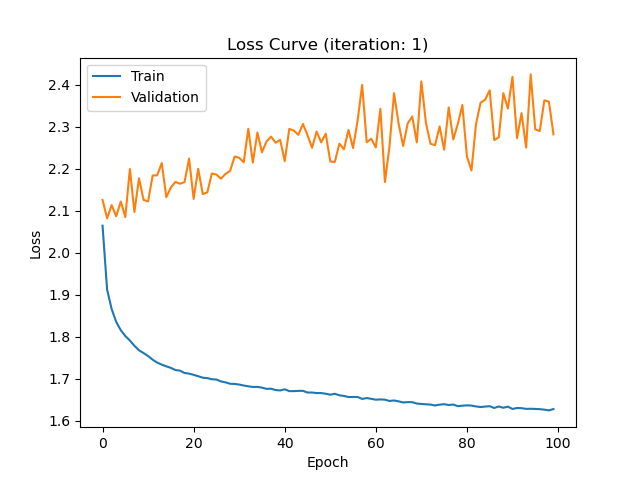 Loss Curve (iteration: 1)
Train
Validation
Loss
2.4
2.3
2.2
2.1
2.0
1.9
1.8
1.7
1.6
0 20 40 60 80 100
Epoch